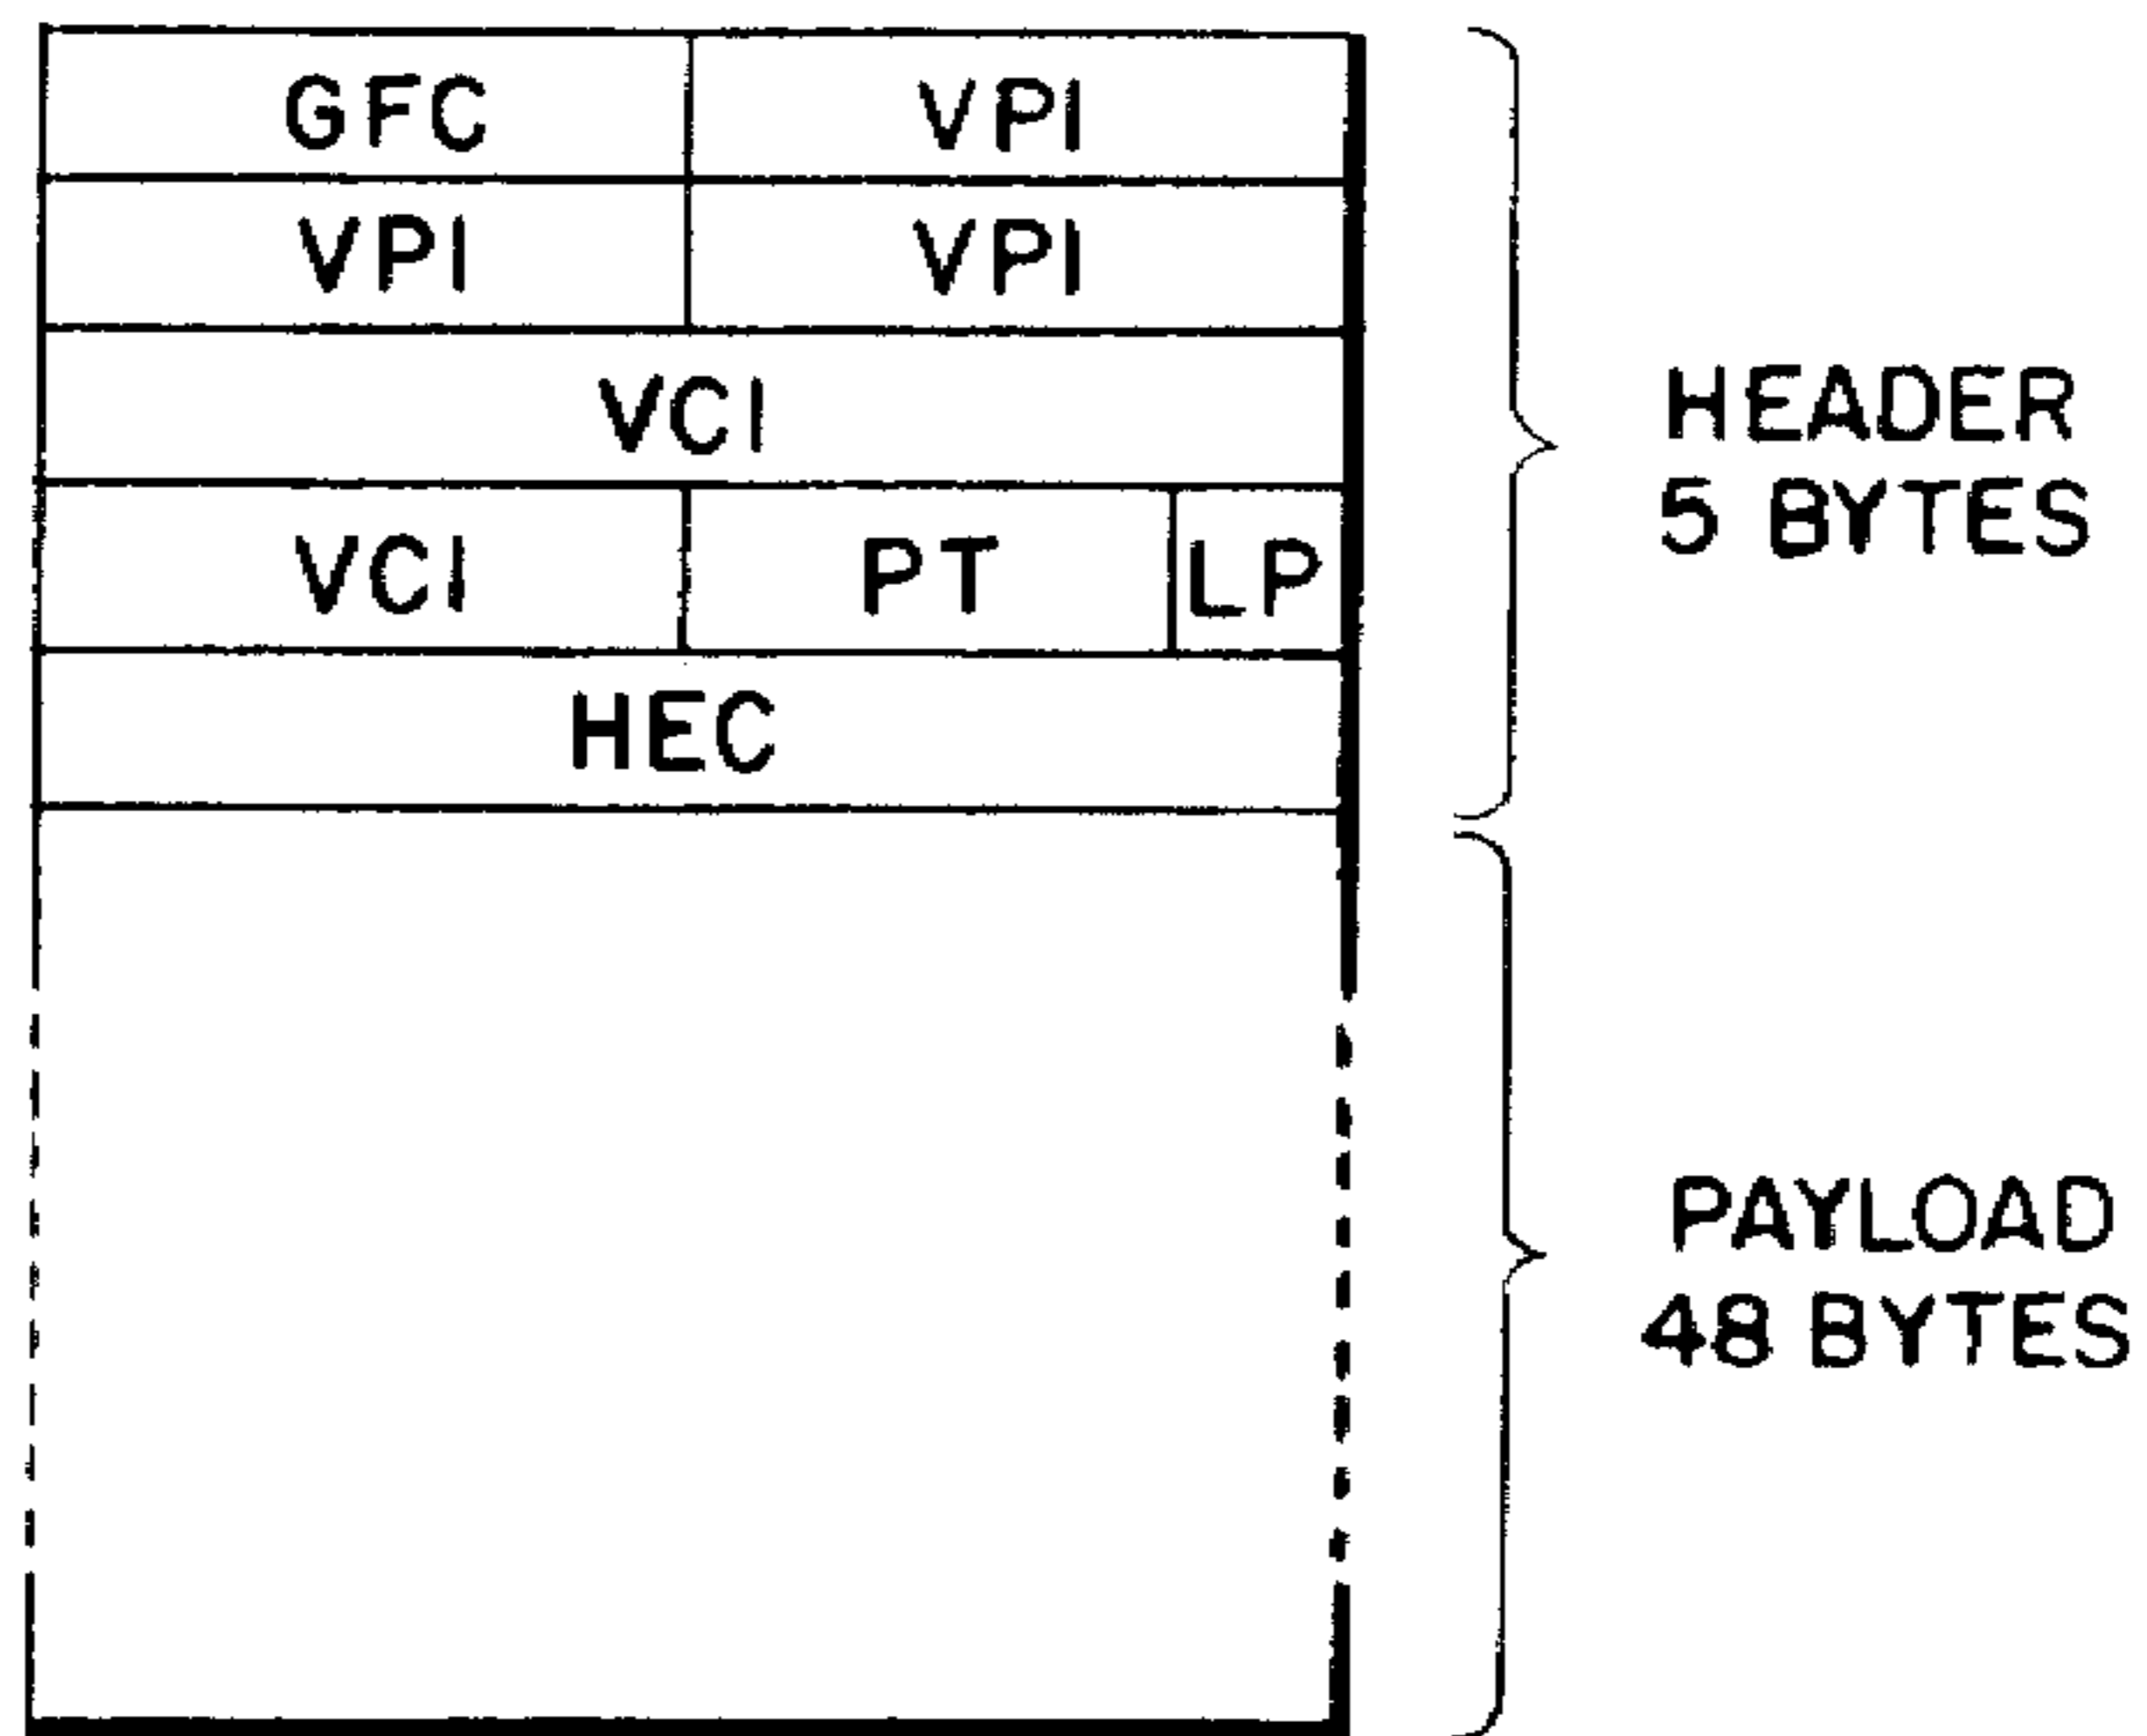 GFC VPI
VPI VPI
VCI
VCI PT LP
HEC
HEADER
5 BYTES
PAYLOAD
48 BYTES